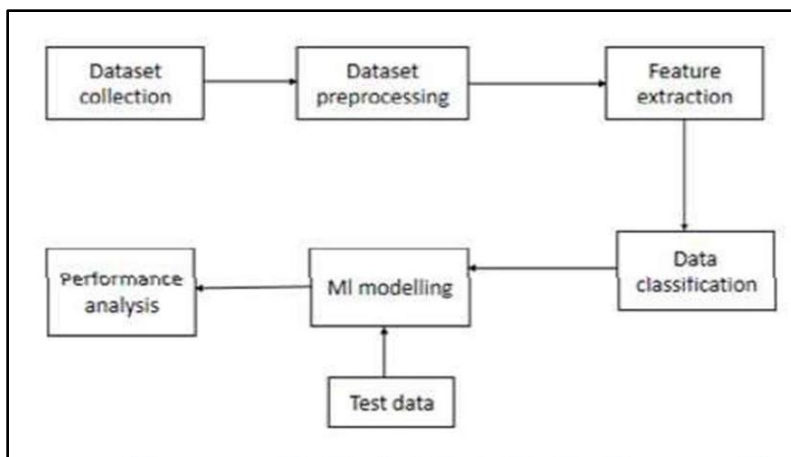 Dataset
collection
Dataset
preprocessing
Feature
extraction
Data
classification
Ml modelling
Performance
analysis
Test data